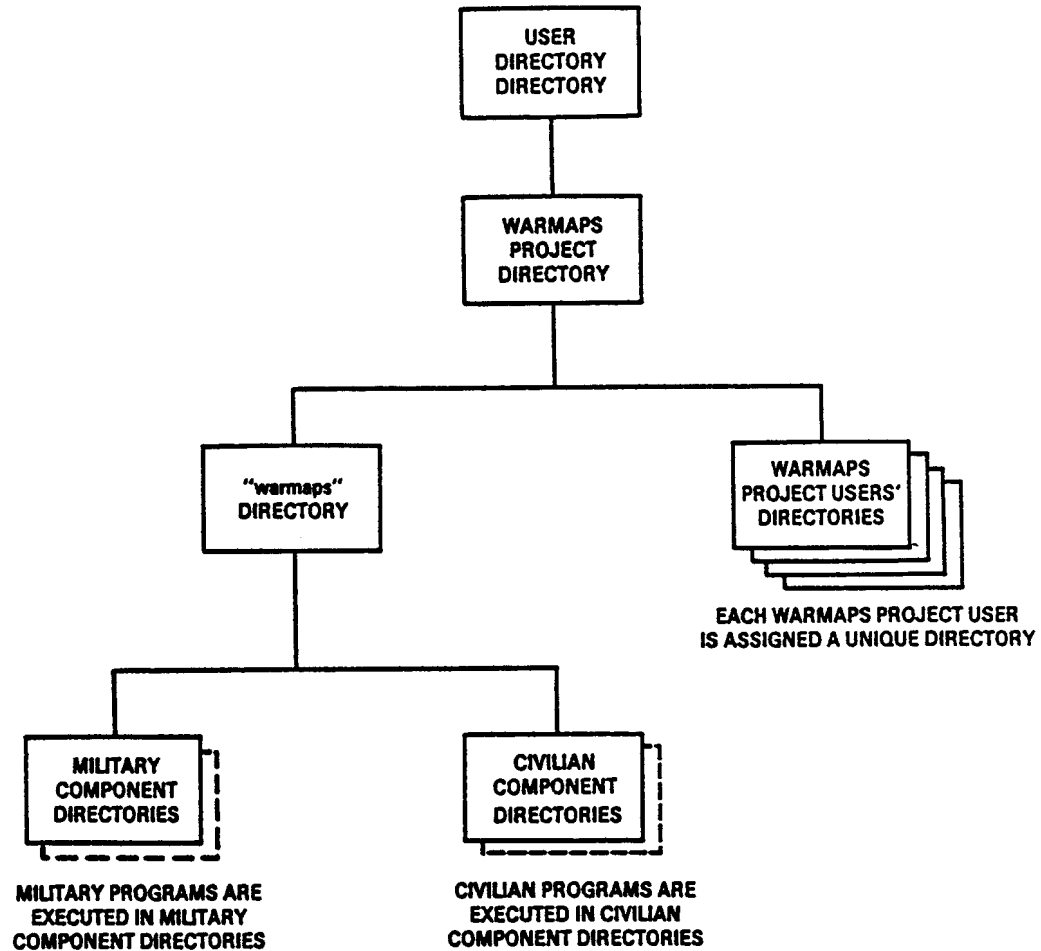 USER
DIRECTORY
DIRECTORY
WARMAPS
PROJECT
DIRECTORY
"warmaps"
DIRECTORY
WARMAPS
PROJECT USERS'
DIRECTORIES
EACH WARMAPS PROJECT USER
IS ASSIGNED A UNIQUE DIRECTORY
MILITARY
COMPONENT
DIRECTORIES
CIVILIAN
COMPONENT
DIRECTORIES
MILITARY PROGRAMS ARE
EXECUTED IN MILITARY
COMPONENT DIRECTORIES
CIVILIAN PROGRAMS ARE
EXECUTED IN CIVILIAN
COMPONENT DIRECTORIES